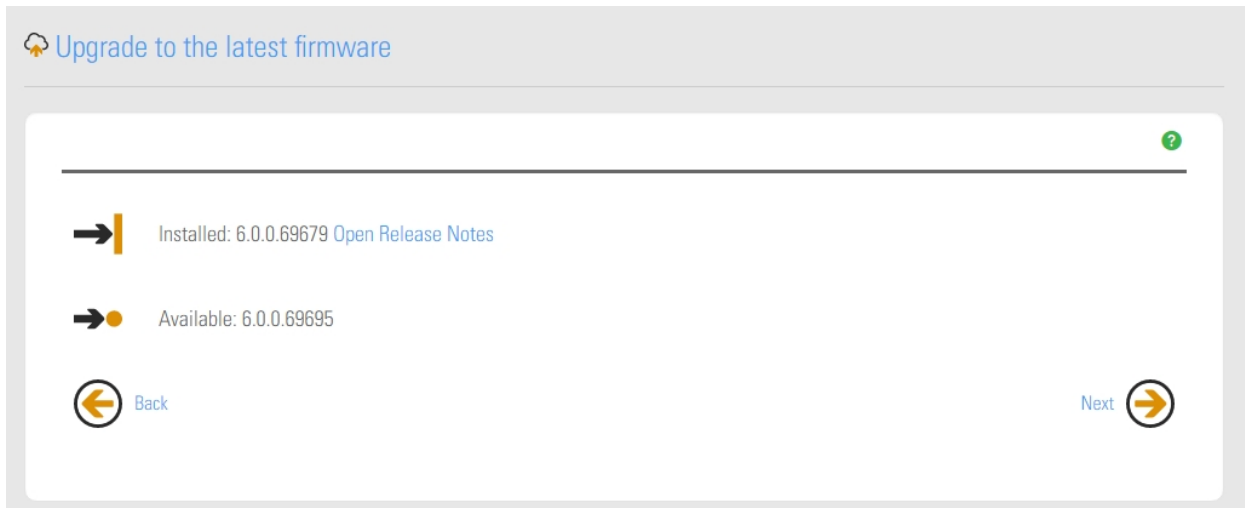 Upgrade to the latest firmware
?
Installed: 6.0.0.69679 Open Release Notes
Available: 6.0.0.69695
Back
Next